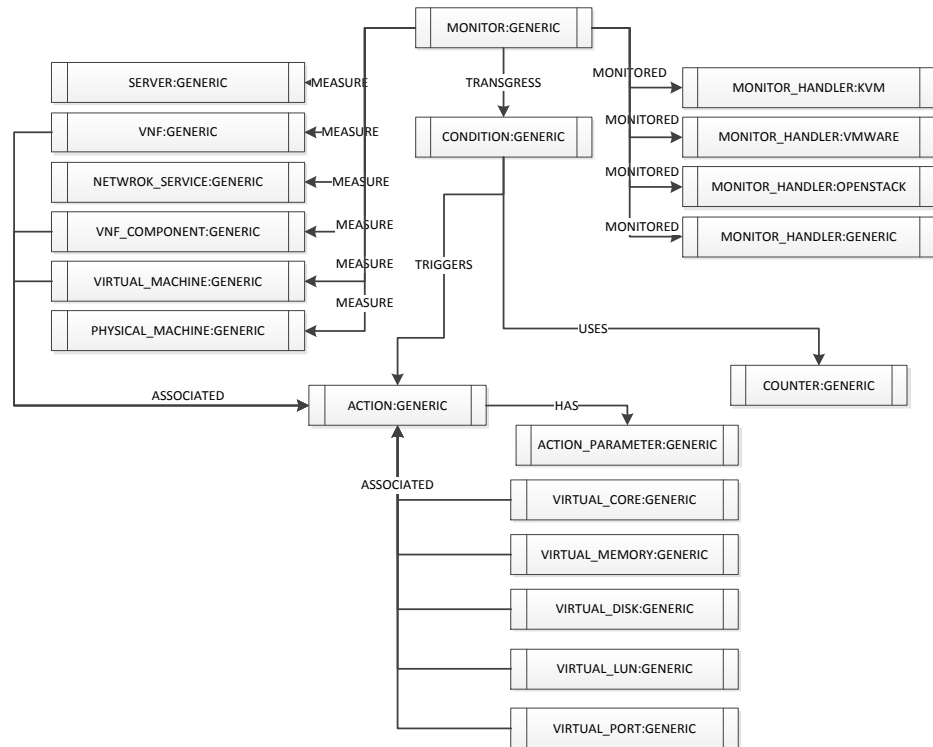 MONITOR:GENERIC
SERVER:GENERIC
MEASURE
TRANSGRESS
MONITORED
MONITOR_HANDLER:KVM
VNF:GENERIC
MEASURE
CONDITION:GENERIC
MONITORED
MONITOR_HANDLER:VMWARE
NETWROK_SERVICE:GENERIC
MEASURE
MONITORED
MONITOR_HANDLER:OPENSTACK
VNF_COMPONENT:GENERIC
MEASURE
MONITORED
MONITOR_HANDLER:GENERIC
VIRTUAL_MACHINE:GENERIC
MEASURE
TRIGGERS
PHYSICAL_MACHINE:GENERIC
MEASURE
USES
COUNTER:GENERIC
ASSOCIATED
ACTION:GENERIC
HAS
ACTION_PARAMETER:GENERIC
ASSOCIATED
VIRTUAL_CORE:GENERIC
VIRTUAL_MEMORY:GENERIC
VIRTUAL_DISK:GENERIC
VIRTUAL_LUN:GENERIC
VIRTUAL_PORT:GENERIC